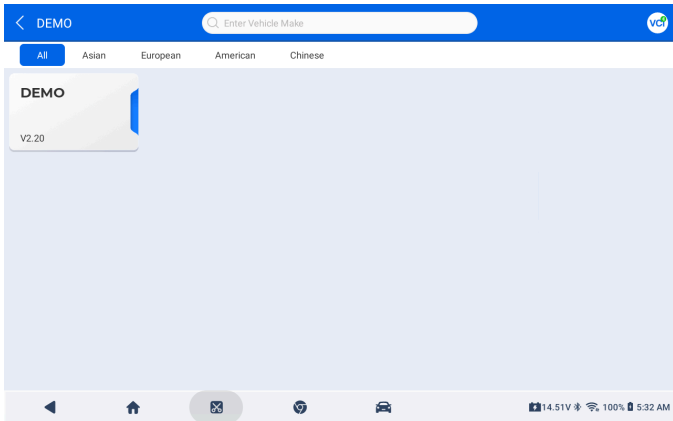 DEMO
Enter Vehicle Make
VCI
All Asian European American Chinese
DEMO
V2.20
14.51V 100% 5:32 AM